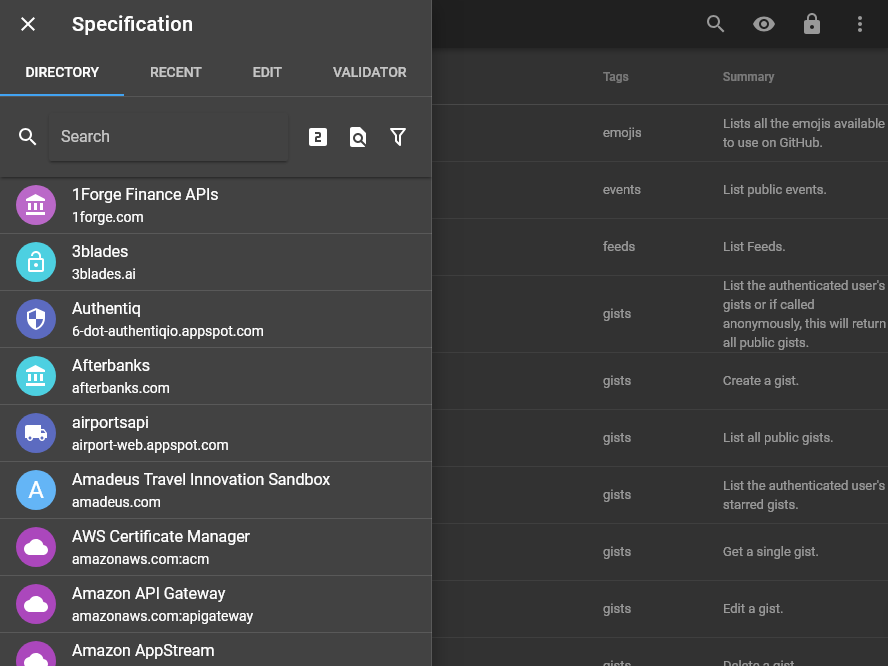 Specification
DIRECTORY
RECENT
EDIT
VALIDATOR
Search
2
1Forge Finance APIs
1forge.com
3blades
3blades.ai
Authentiq
6-dot-authentiqio.appspot.com
Afterbanks
afterbanks.com
airportsapi
airport-web.appspot.com
A
Amadeus Travel Innovation Sandbox
amadeus.com
AWS Certificate Manager
amazonaws.com:acm
Amazon API Gateway
amazonaws.com:apigateway
Amazon AppStream
Tags
Summary
emojis
Lists all the emojis available
to use on GitHub.
events
List public events.
feeds
List Feeds.
gists
List the authenticated user's
gists or if called
anonymously, this will return
all public gists.
gists
Create a gist.
gists
List all public gists.
gists
List the authenticated user's
starred gists.
gists
Get a single gist.
gists
Edit a gist.
gists
Delete a gist.